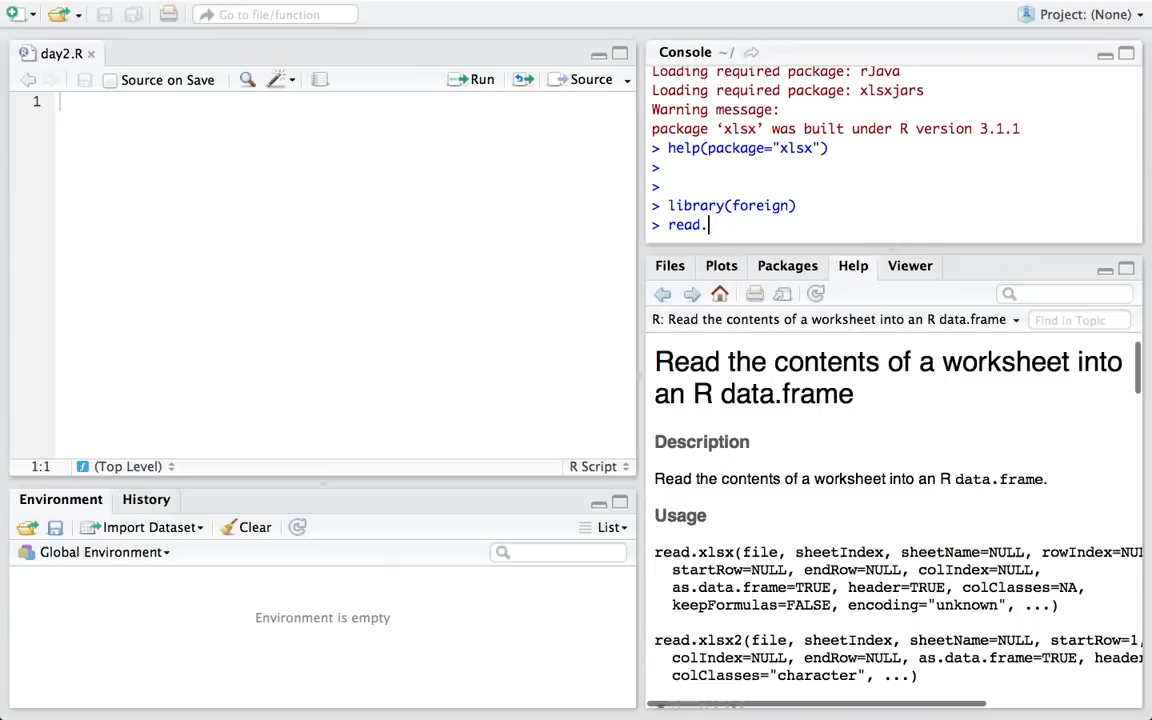 Go to file/function
Project: (None)
day2.R
Source on Save
Run
Source
1
1:1
(Top Level)
R Script
Environment
History
Import Dataset
Clear
List
Global Environment
Environment is empty
Console ~/
Loading required package: rJava
Loading required package: xlsxjars
Warning message:
package ‘xlsx’ was built under R version 3.1.1
> help(package="xlsx")
>
>
> library(foreign)
> read.
Files
Plots
Packages
Help
Viewer
R: Read the contents of a worksheet into an R data.frame
Find in Topic
Read the contents of a worksheet into
an R data.frame
Description
Read the contents of a worksheet into an R data.frame.
Usage
read.xlsx(file, sheetIndex, sheetName=NULL, rowIndex=NU
startRow=NULL, endRow=NULL, colIndex=NULL,
as.data.frame=TRUE, header=TRUE, colClasses=NA,
keepFormulas=FALSE, encoding="unknown", ...)
read.xlsx2(file, sheetIndex, sheetName=NULL, startRow=1,
colIndex=NULL, endRow=NULL, as.data.frame=TRUE, header
colClasses="character", ...)